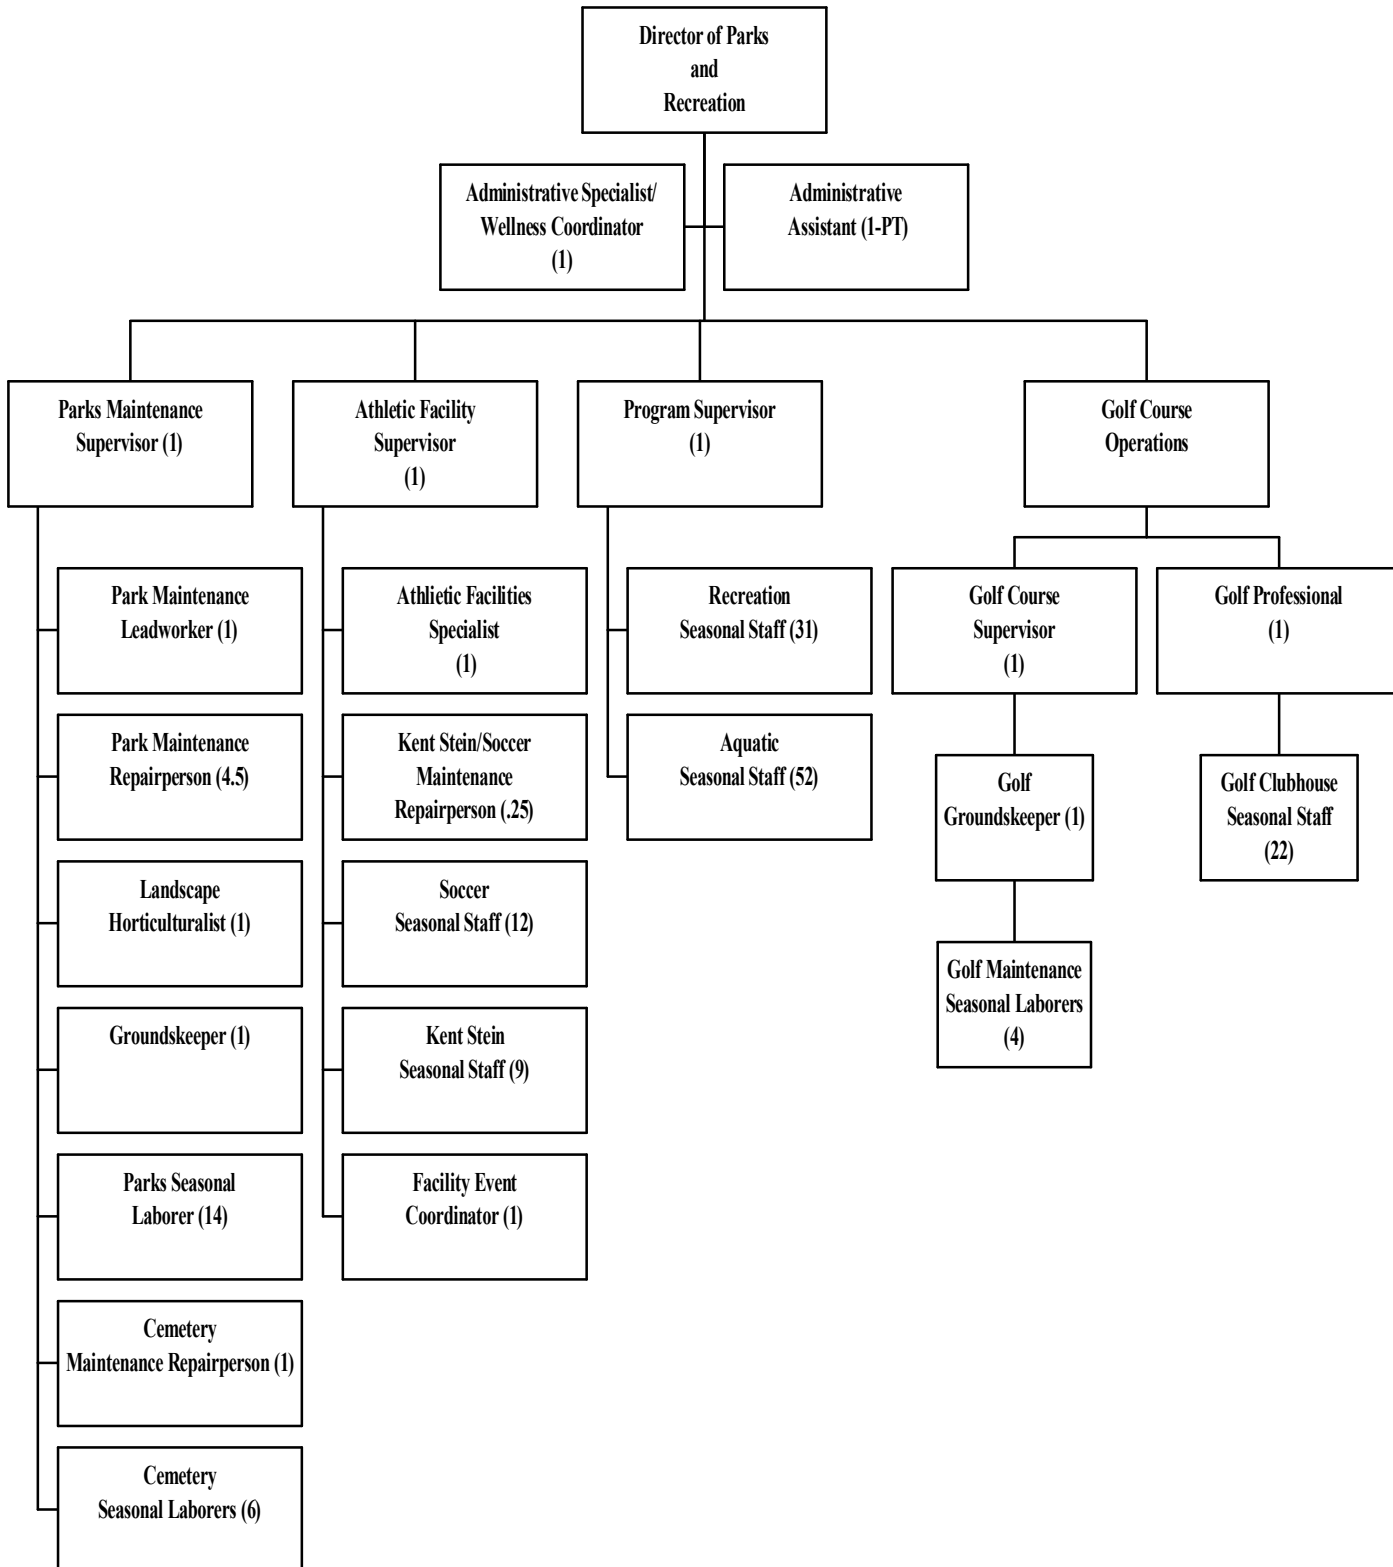 Director of Parks
and
Recreation
Administrative Specialist/
Wellness Coordinator
(1)
Administrative
Assistant (1-PT)
Parks Maintenance
Supervisor (1)
Athletic Facility
Supervisor
(1)
Program Supervisor
(1)
Golf Course
Operations
Park Maintenance
Leadworker (1)
Park Maintenance
Repairperson (4.5)
Landscape
Horticulturalist (1)
Groundskeeper (1)
Parks Seasonal
Laborer (14)
Cemetery
Maintenance Repairperson (1)
Cemetery
Seasonal Laborers (6)
Athlietic Facilities
Specialist
(1)
Kent Stein/Soccer
Maintenance
Repairperson (.25)
Soccer
Seasonal Staff (12)
Kent Stein
Seasonal Staff (9)
Facility Event
Coordinator (1)
Recreation
Seasonal Staff (31)
Aquatic
Seasonal Staff (52)
Golf Course
Supervisor
(1)
Golf
Groundskeeper (1)
Golf Maintenance
Seasonal Laborers
(4)
Golf Professional
(1)
Golf Clubhouse
Seasonal Staff
(22)